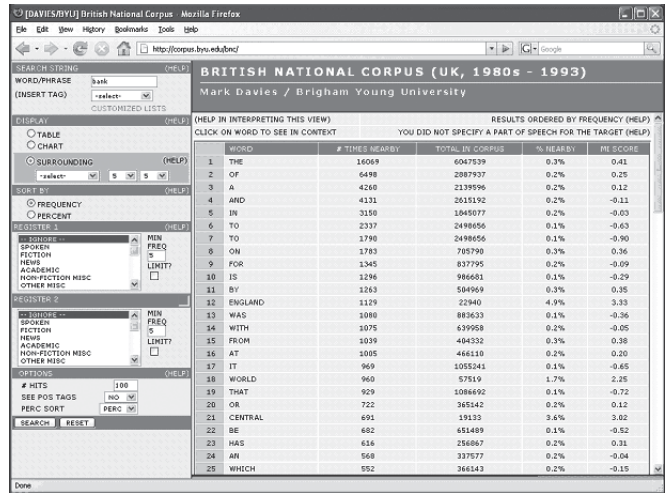 [DAVIES/BYU] British National Corpus - Mozilla Firefox
File Edit View History Bookmarks Tools Help
http://corpus.byu.edu/bnc/
G Google
SEARCH STRING (HELP)
WORD/PHRASE bank
(INSERT TAG) -select-
CUSTOMIZED LISTS
DISPLAY (HELP)
TABLE
CHART
SURROUNDING (HELP)
-select- 5 5
SORT BY (HELP)
FREQUENCY
PERCENT
REGISTER 1 (HELP)
-- IGNORE -- MIN
SPOKEN FREQ
FICTION 5
NEWS LIMIT?
ACADEMIC
NON-FICTION MISC
OTHER MISC
REGISTER 2
-- IGNORE -- MIN
SPOKEN FREQ
FICTION 5
NEWS LIMIT?
ACADEMIC
NON-FICTION MISC
OTHER MISC
OPTIONS (HELP)
# HITS 100
SEE POS TAGS NO
PERC SORT PERC
SEARCH RESET
BRITISH NATIONAL CORPUS (UK, 1980s - 1993)
Mark Davies / Brigham Young University
(HELP IN INTERPRETING THIS VIEW) RESULTS ORDERED BY FREQUENCY (HELP)
CLICK ON WORD TO SEE IN CONTEXT YOU DID NOT SPECIFY A PART OF SPEECH FOR THE TARGET (HELP)
WORD # TIMES NEARBY TOTAL IN CORPUS % NEARBY MI SCORE
1 THE 16069 6047539 0.3% 0.41
2 OF 6498 2887937 0.2% 0.25
3 A 4260 2139596 0.2% 0.12
4 AND 4131 2615192 0.2% -0.11
5 IN 3150 1845077 0.2% -0.03
6 TO 2337 2498656 0.1% -0.63
7 TO 1790 2498656 0.1% -0.90
8 ON 1783 705790 0.3% 0.36
9 FOR 1345 837795 0.2% -0.09
10 IS 1296 986681 0.1% -0.29
11 BY 1263 504969 0.3% 0.35
12 ENGLAND 1129 22940 4.9% 3.33
13 WAS 1080 883633 0.1% -0.36
14 WITH 1075 639958 0.2% -0.05
15 FROM 1039 404332 0.3% 0.38
16 AT 1005 466110 0.2% 0.20
17 IT 969 1055241 0.1% -0.65
18 WORLD 960 57519 1.7% 2.25
19 THAT 929 1086692 0.1% -0.72
20 OR 722 365142 0.2% 0.12
21 CENTRAL 691 19133 3.6% 3.02
22 BE 682 651489 0.1% -0.52
23 HAS 616 256867 0.2% 0.31
24 AN 568 337577 0.2% -0.04
25 WHICH 552 366143 0.2% -0.15
Done